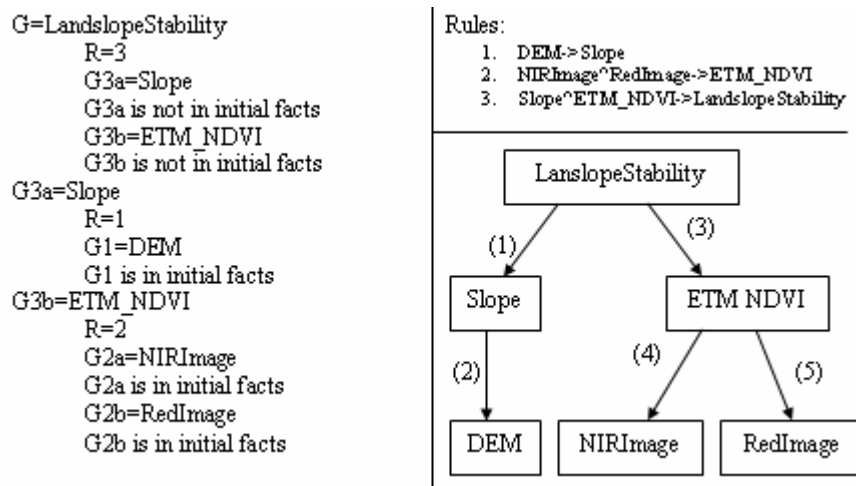 G=LandslopeStability
R=3
G3a=Slope
G3a is not in initial facts
G3b=ETM_NDVI
G3b is not in initial facts
G3a=Slope
R=1
G1=DEM
G1 is in initial facts
G3b=ETM_NDVI
R=2
G2a=NIRImage
G2a is in initial facts
G2b=RedImage
G2b is in initial facts
Rules:
1. DEM->Slope
2. NIRImage^RedImage->ETM_NDVI
3. Slope^ETM_NDVI->LandslopeStability
LanslopeStability
(1)
(3)
Slope
ETM NDVI
(2)
(4)
(5)
DEM
NIRImage
RedImage